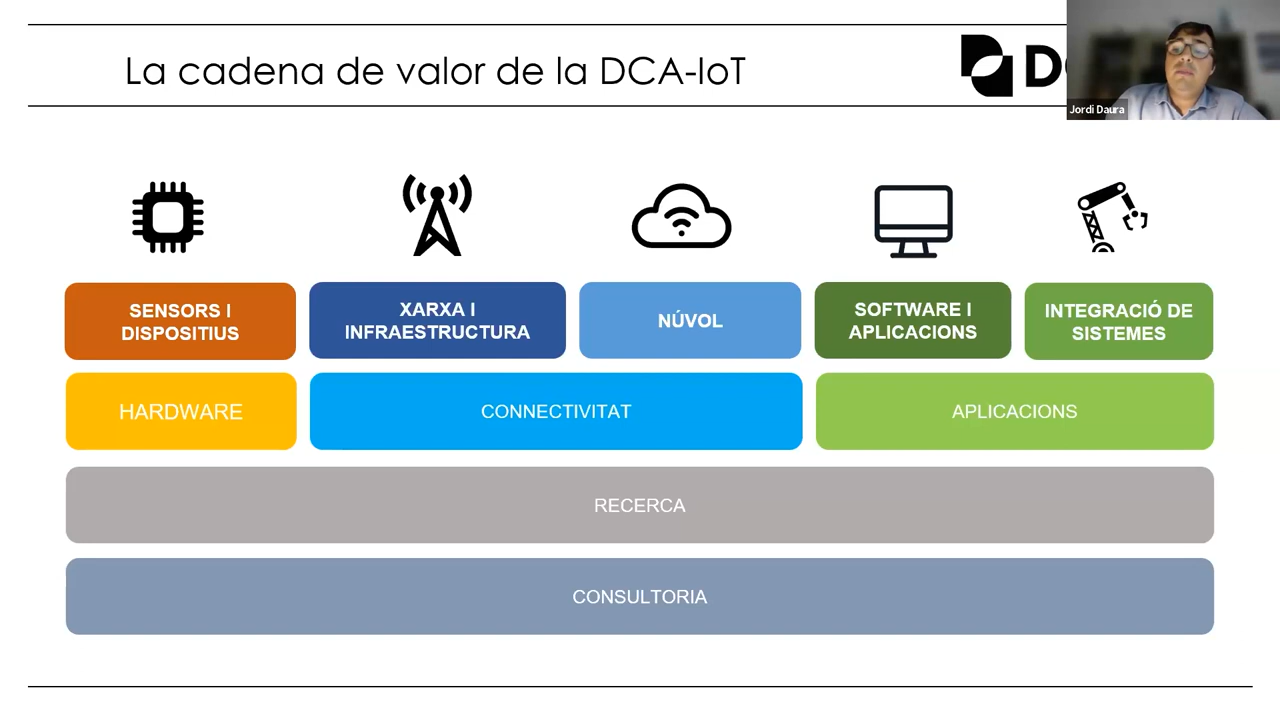 La cadena de valor de la DCA-IoT
Jordi Daura
SENSORS I
DISPOSITIUS
XARXA I
INFRAESTRUCTURA
NÚVOL
SOFTWARE I
APLICACIONS
INTEGRACIÓ DE
SISTEMES
HARDWARE
CONNECTIVITAT
APLICACIONS
RECERCA
CONSULTORIA